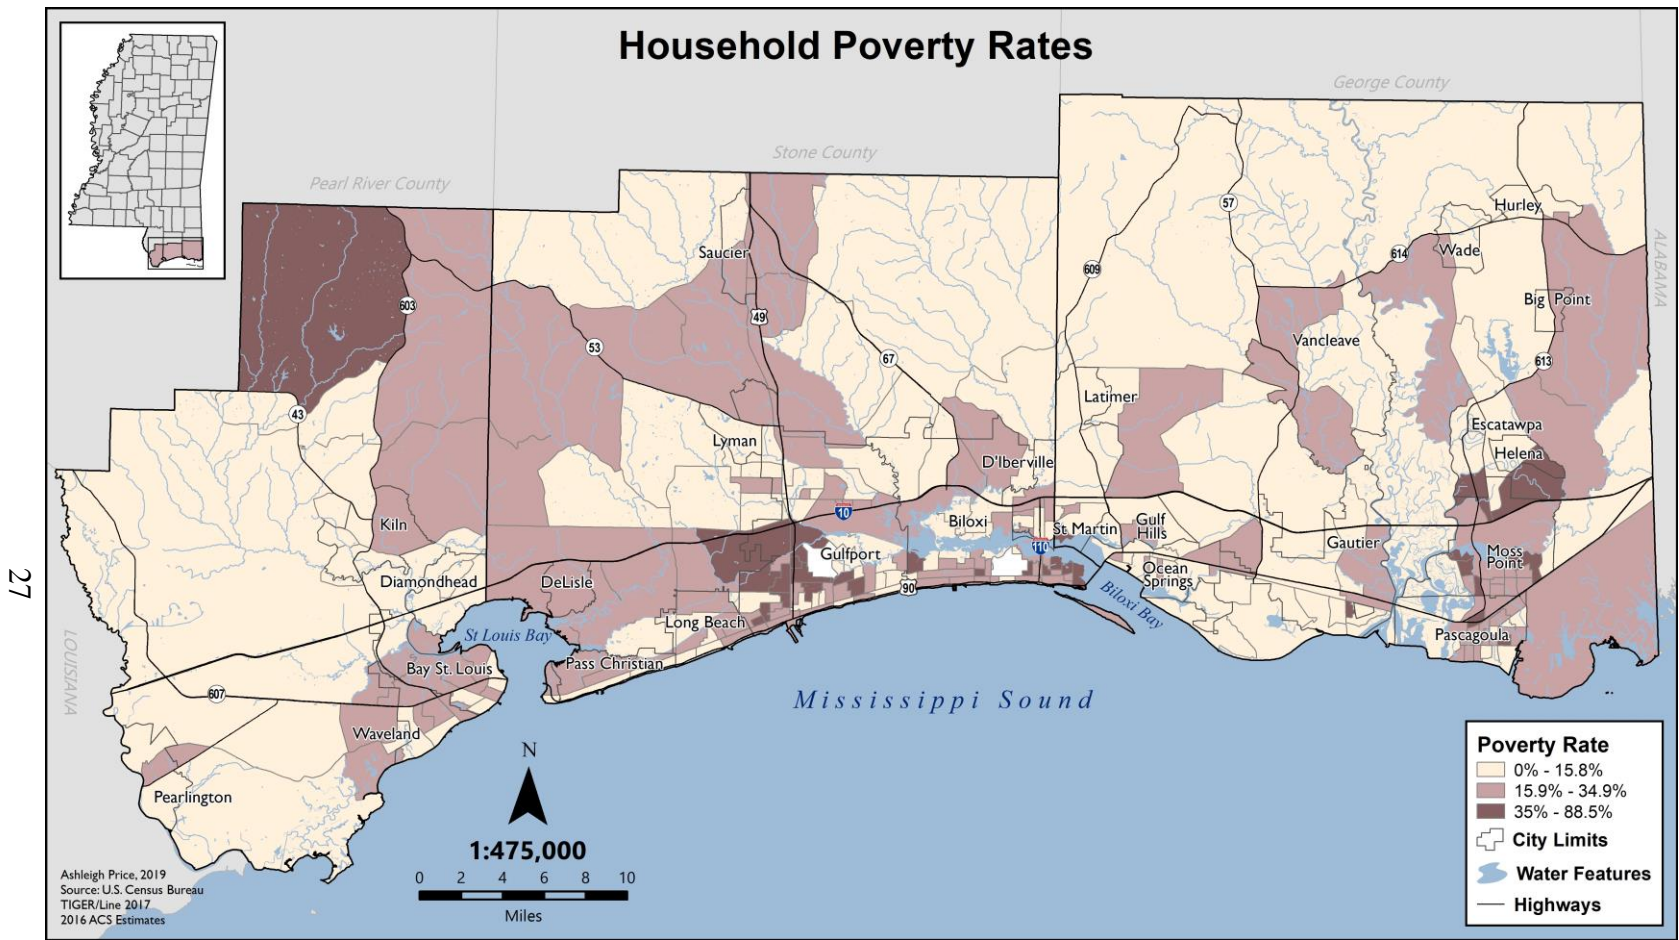 Household Poverty Rates
George County
Stone County
Pearl River County
57
Hurley
Saucier
614
Wade
ALABAMA
609
603
49
Big Point
53
Vancleave
67
613
Latimer
43
Lyman
Escatawpa
D'Iberville
Helena
10
Kiln
Biloxi
St Martin
Gulf
Hills
Gulfport
110
Gautier
Moss
Point
Diamondhead
DeLisle
Ocean
Springs
90
Biloxi Bay
27
Long Beach
St Louis Bay
Pascagoula
LOUISIANA
Bay St. Louis
Pass Christian
607
Mississippi Sound
Waveland
Pearlington
N
1:475,000
0 2 4 6 8 10
Miles
Poverty Rate
0% - 15.8%
15.9% - 34.9%
35% - 88.5%
City Limits
Water Features
Highways
Ashleigh Price, 2019
Source: U.S. Census Bureau
TIGER/Line 2017
2016 ACS Estimates